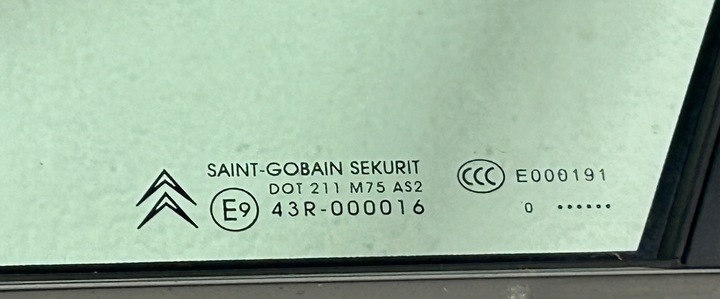 SAINT-GOBAIN SEKURIT
DOT 211 M75 AS2
E9 43R-000016
CCC E000191
0 ......